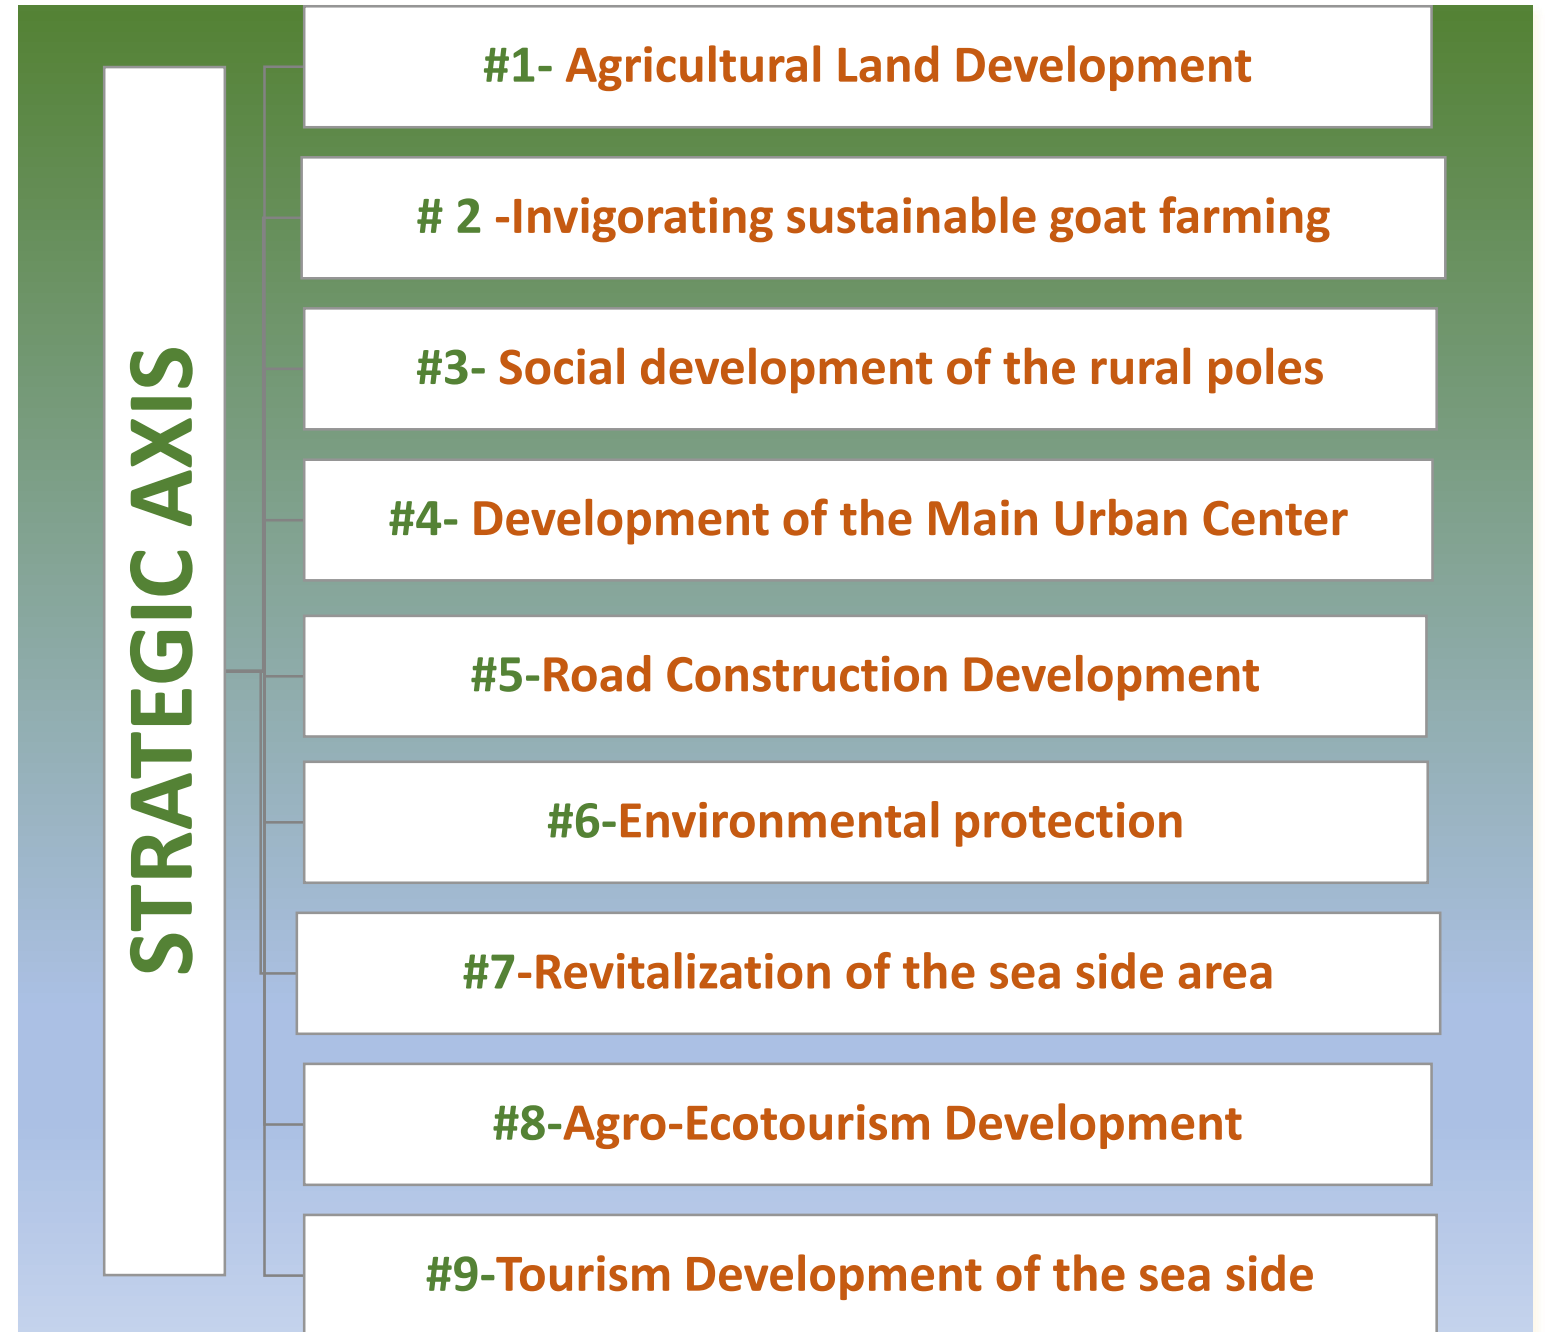 STRATEGIC AXIS
#1- Agricultural Land Development
# 2 -Invigorating sustainable goat farming
#3- Social development of the rural poles
#4- Development of the Main Urban Center
#5-Road Construction Development
#6-Environmental protection
#7-Revitalization of the sea side area
#8-Agro-Ecotourism Development
#9-Tourism Development of the sea side